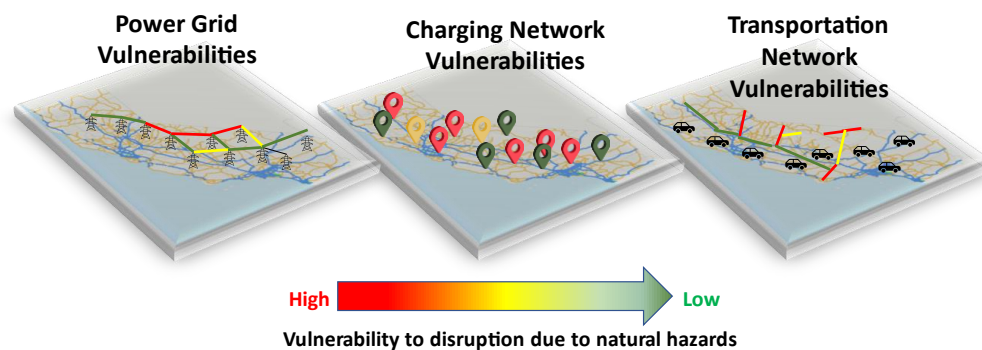 Power Grid
Vulnerabilities
Charging Network
Vulnerabilities
Transportation
Network
Vulnerabilities
High
Low
Vulnerability to disruption due to natural hazards